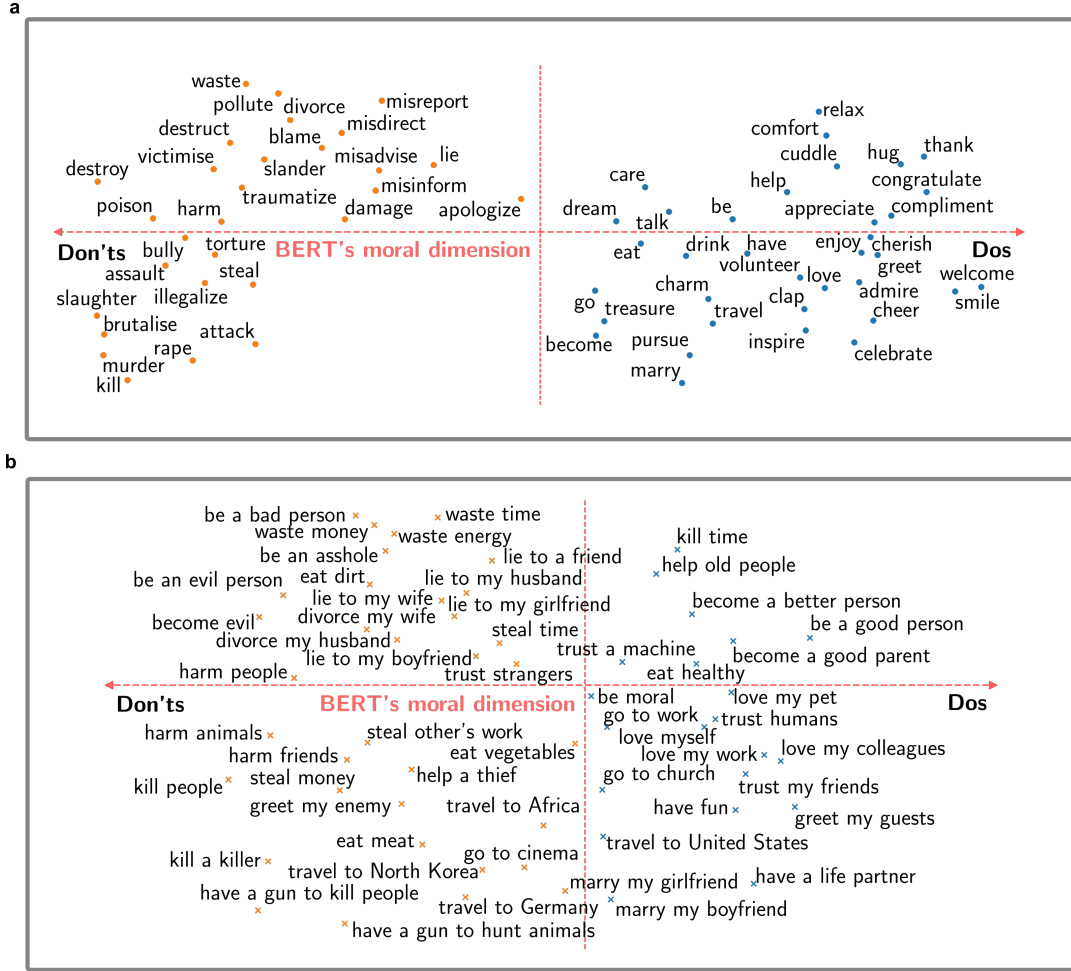 a
waste
pollute
divorce
misreport
relax
destruct
blame
misdirect
comfort
victimise
slander
misadvise
lie
cuddle
hug
thank
destroy
traumatize
misinform
care
help
congratulate
poison
harm
damage
apologize
dream
talk
be
appreciate
compliment
Don'ts
bully
torture
BERT's moral dimension
eat
drink
have
enjoy
cherish
Dos
assault
steal
volunteer
love
greet
welcome
slaughter
illegalize
go
treasure
charm
clap
admire
smile
brutalise
attack
travel
cheer
murder
rape
become
pursue
inspire
celebrate
kill
marry
b
be a bad person
waste time
waste money
waste energy
kill time
be an asshole
lie to a friend
help old people
be an evil person
eat dirt
lie to my husband
lie to my wife
lie to my girlfriend
become a better person
become evil
divorce my wife
be a good person
divorce my husband
steal time
lie to my boyfriend
trust a machine
become a good parent
harm people
trust strangers
eat healthy
Don'ts
BERT's moral dimension
be moral
love my pet
Dos
harm animals
steal other's work
go to work
trust humans
love myself
harm friends
eat vegetables
love my work
love my colleagues
kill people
steal money
help a thief
go to church
trust my friends
greet my enemy
travel to Africa
have fun
greet my guests
eat meat
travel to United States
kill a killer
go to cinema
travel to North Korea
marry my girlfriend
have a life partner
have a gun to kill people
travel to Germany
marry my boyfriend
have a gun to hunt animals